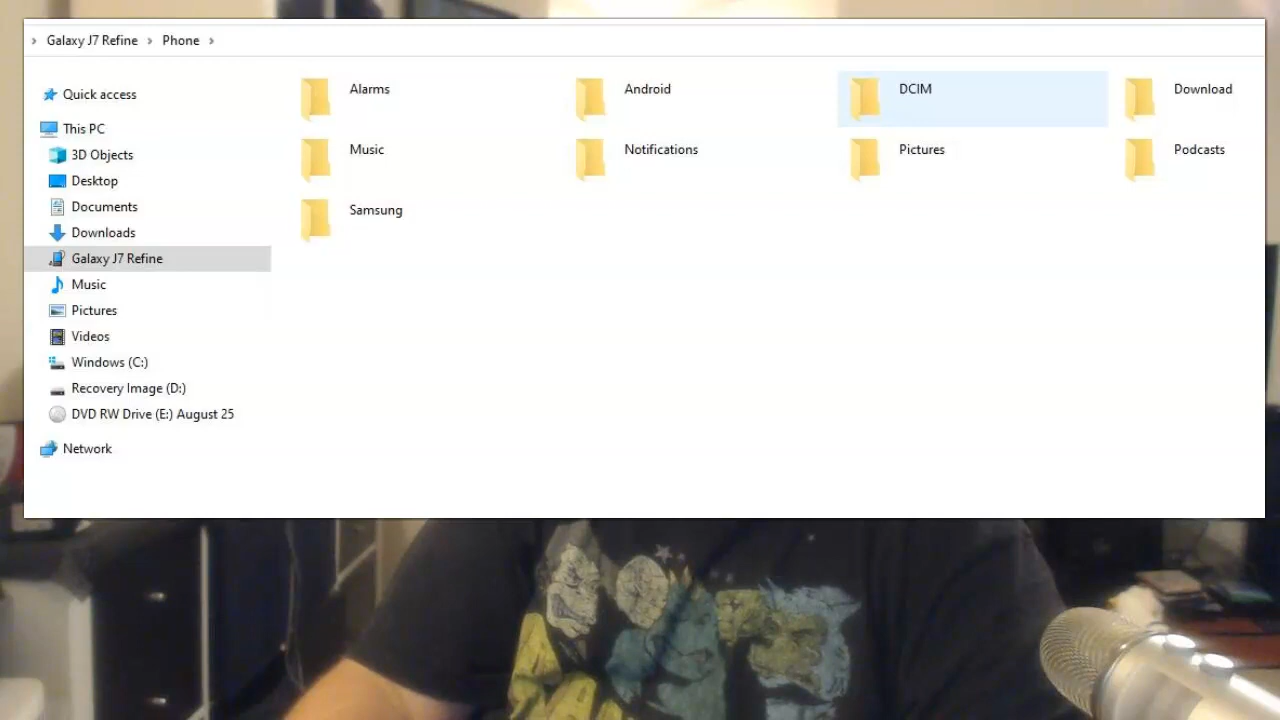 Galaxy J7 Refine Phone
Quick access
This PC
3D Objects
Desktop
Documents
Downloads
Galaxy J7 Refine
Music
Pictures
Videos
Windows (C:)
Recovery Image (D:)
DVD RW Drive (E:) August 25
Network
Alarms
Android
DCIM
Download
Music
Notifications
Pictures
Podcasts
Samsung